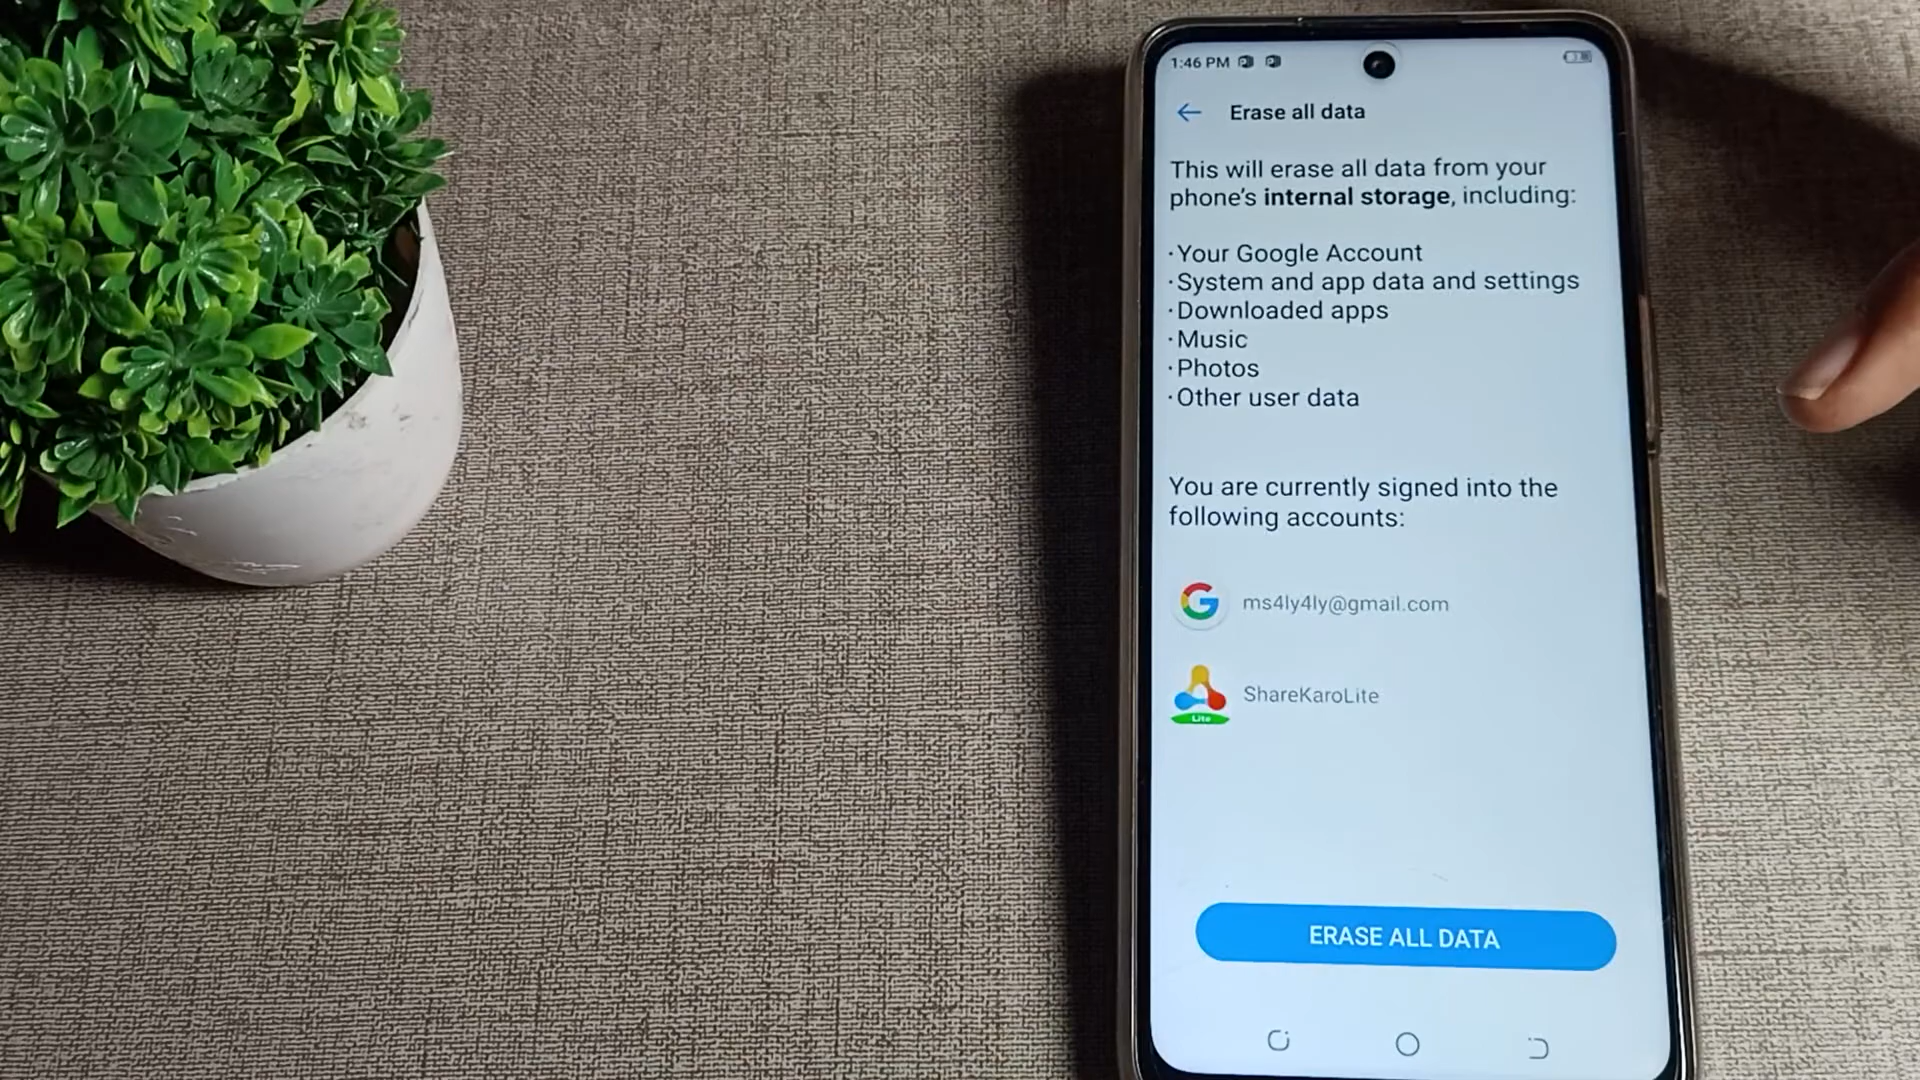 1:46 PM
Erase all data
This will erase all data from your
phone's internal storage, including:
·Your Google Account
·System and app data and settings
·Downloaded apps
·Music
·Photos
·Other user data
You are currently signed into the
following accounts:
ms4ly4ly@gmail.com
ShareKaroLite
Lite
ERASE ALL DATA